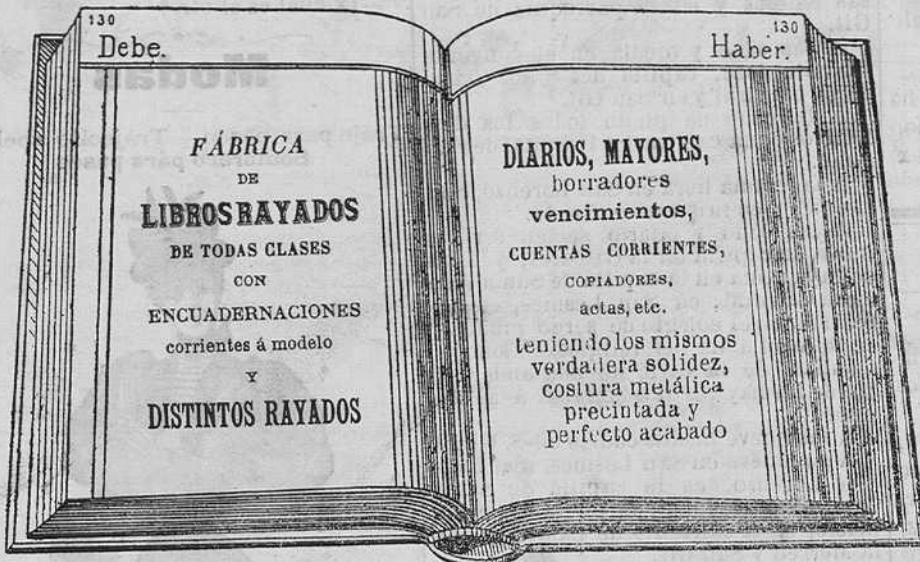 130
Debe.
FÁBRICA
DE
LIBROS RAYADOS
DE TODAS CLASES
CON
ENCUADERNACIONES
corrientes á modelo
Y
DISTINTOS RAYADOS
130
Haber.
DIARIOS, MAYORES,
borradores
vencimientos,
CUENTAS CORRIENTES,
COPIADORES,
actas, etc.
teniendo los mismos
verdadera solidez,
costura metálica
precintada y
perfecto acabado